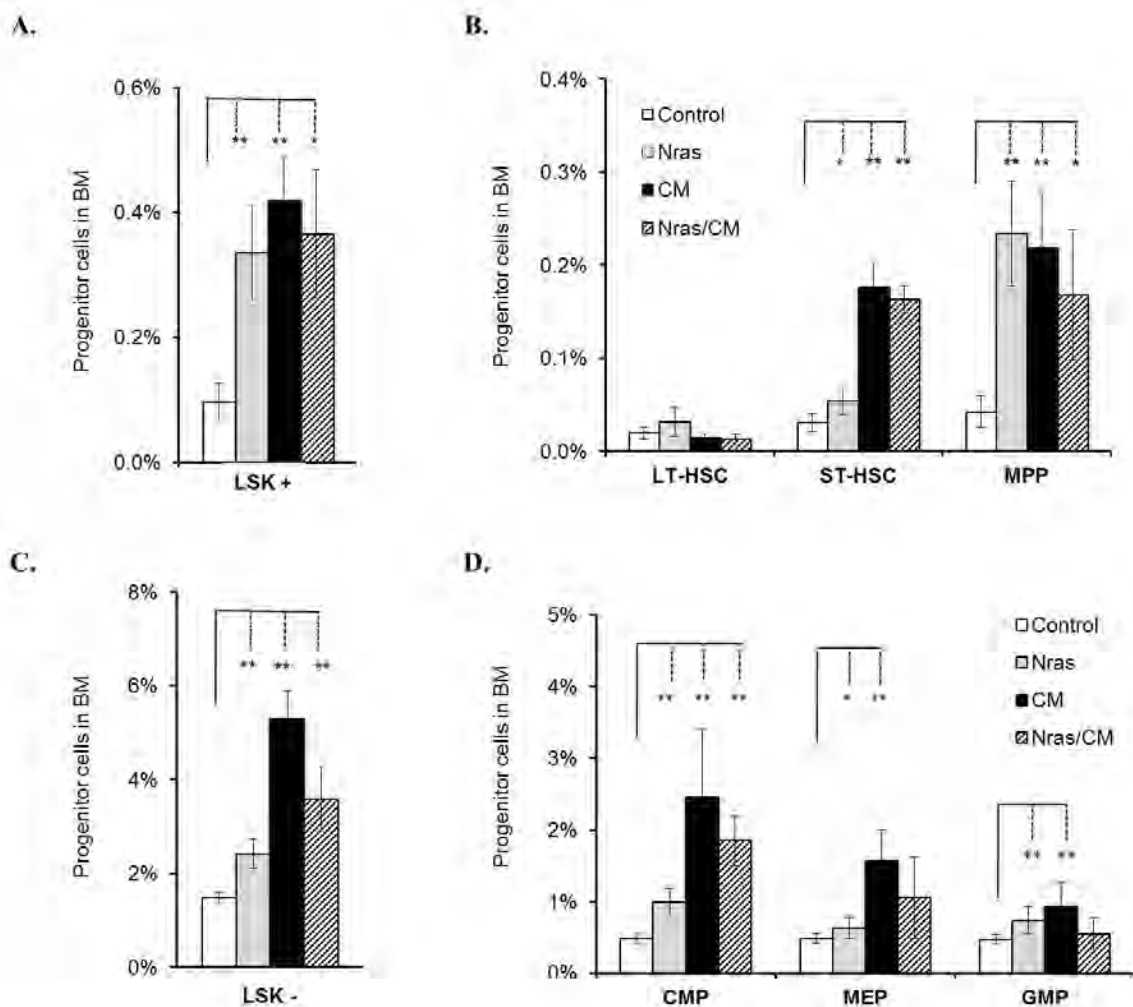 A.
Progenitor cells in BM
0.6%
0.4%
0.2%
0.0%
** ** *
LSK +
B.
Progenitor cells in BM
0.4%
0.3%
0.2%
0.1%
0.0%
Control
Nras
CM
Nras/CM
* ** **
** ** *
LT-HSC ST-HSC MPP
C.
Progenitor cells in BM
8%
6%
4%
2%
0%
** ** **
LSK -
D.
Progenitor cells in BM
5%
4%
3%
2%
1%
0%
Control
Nras
CM
Nras/CM
** ** **
* **
** **
CMP MEP GMP